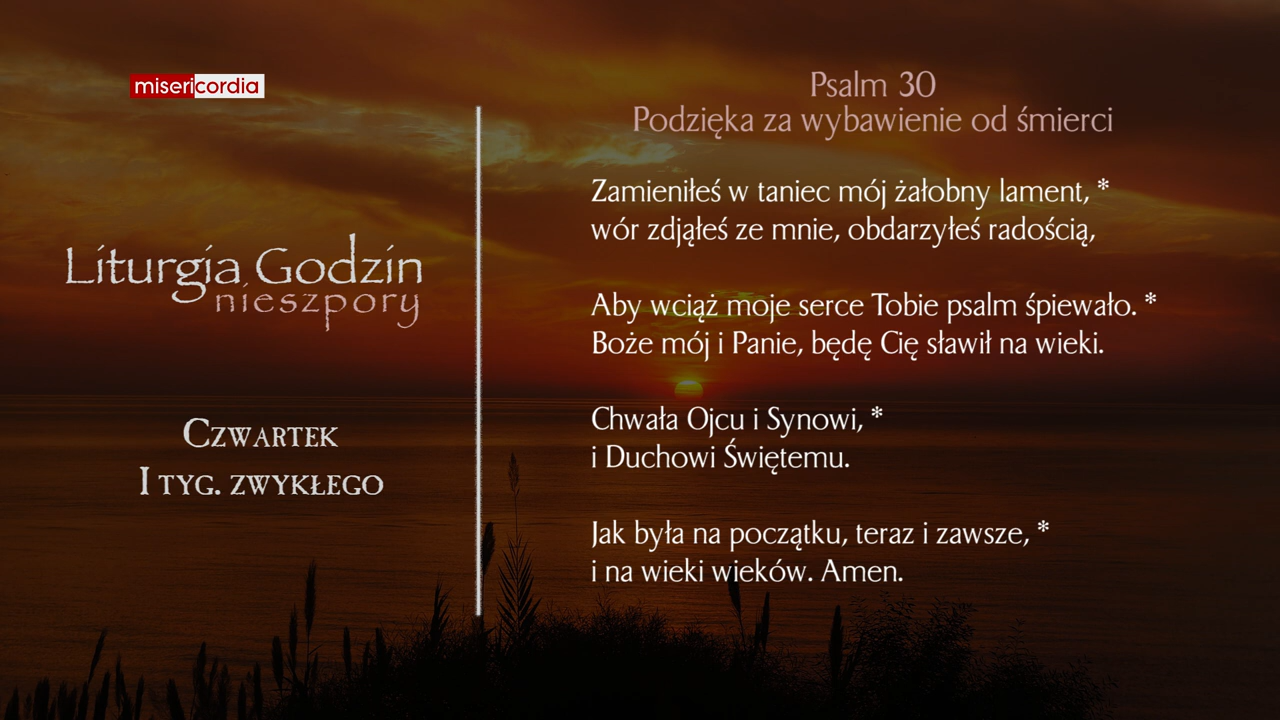 misericordia
Liturgia Godzin
nieszpory
Czwartek
I tyg. zwykłego
Psalm 30
Podzięka za wybawienie od śmierci
Zamieniłeś w taniec mój żałobny lament, *
wór zdjąłeś ze mnie, obdarzyłeś radością,
Aby wciąż moje serce Tobie psalm śpiewało. *
Boże mój i Panie, będę Cię sławił na wieki.
Chwała Ojcu i Synowi, *
i Duchowi Świętemu.
Jak była na początku, teraz i zawsze, *
i na wieki wieków. Amen.